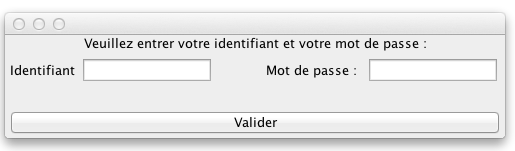 Veuillez entrer votre identifiant et votre mot de passe :
Identifiant Mot de passe :
Valider